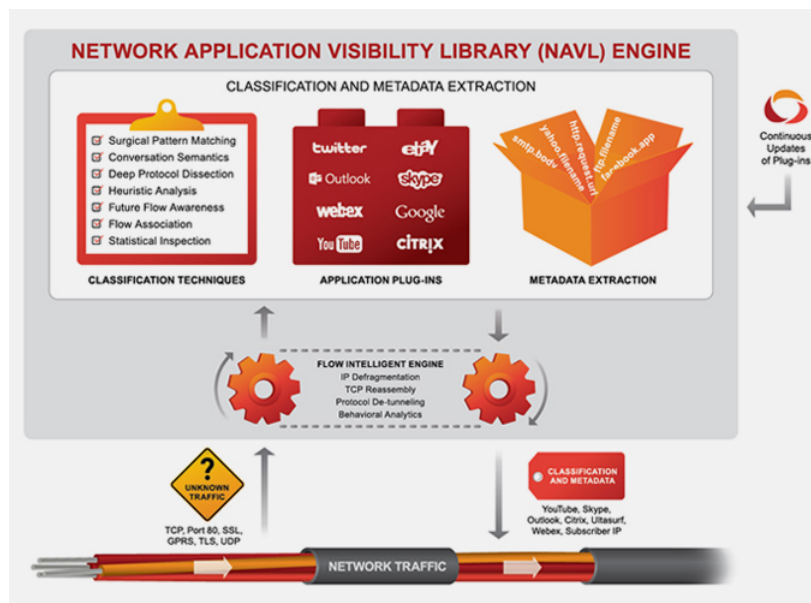 NETWORK APPLICATION VISIBILITY LIBRARY (NAVL) ENGINE
CLASSIFICATION AND METADATA EXTRACTION
Surgical Pattern Matching
Conversation Semantics
Deep Protocol Dissection
Heuristic Analysis
Future Flow Awareness
Flow Association
Statistical Inspection
CLASSIFICATION TECHNIQUES
twitter
ebay
Outlook
skype
webex
Google
YouTube
CITRIX
APPLICATION PLUG-INS
smtp.body
yahoo.filename
http.request.url
ftp.filename
facebook.app
METADATA EXTRACTION
Continuous
Updates
of Plug-ins
FLOW INTELLIGENT ENGINE
IP Defragmentation
TCP Reassembly
Protocol De-tunneling
Behavioral Analytics
?
UNKNOWN
TRAFFIC
TCP, Port 80, SSL,
GPRS, TLS, UDP
CLASSIFICATION
AND METADATA
YouTube, Skype,
Outlook, Citrix, Ultasurf,
Webex, Subscriber IP
NETWORK TRAFFIC